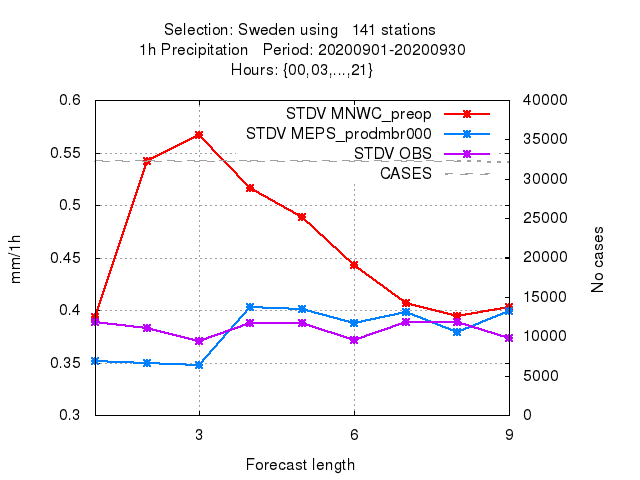 Selection: Sweden using   141 stations
1h Precipitation   Period: 20200901-20200930
Hours: {00,03,...,21}
STDV MNWC_preop
STDV MEPS_prodmbr000
STDV OBS
CASES
0.6
0.55
0.5
0.45
0.4
0.35
0.3
mm/1h
40000
35000
30000
25000
20000
15000
10000
5000
0
No cases
3
6
9
Forecast length